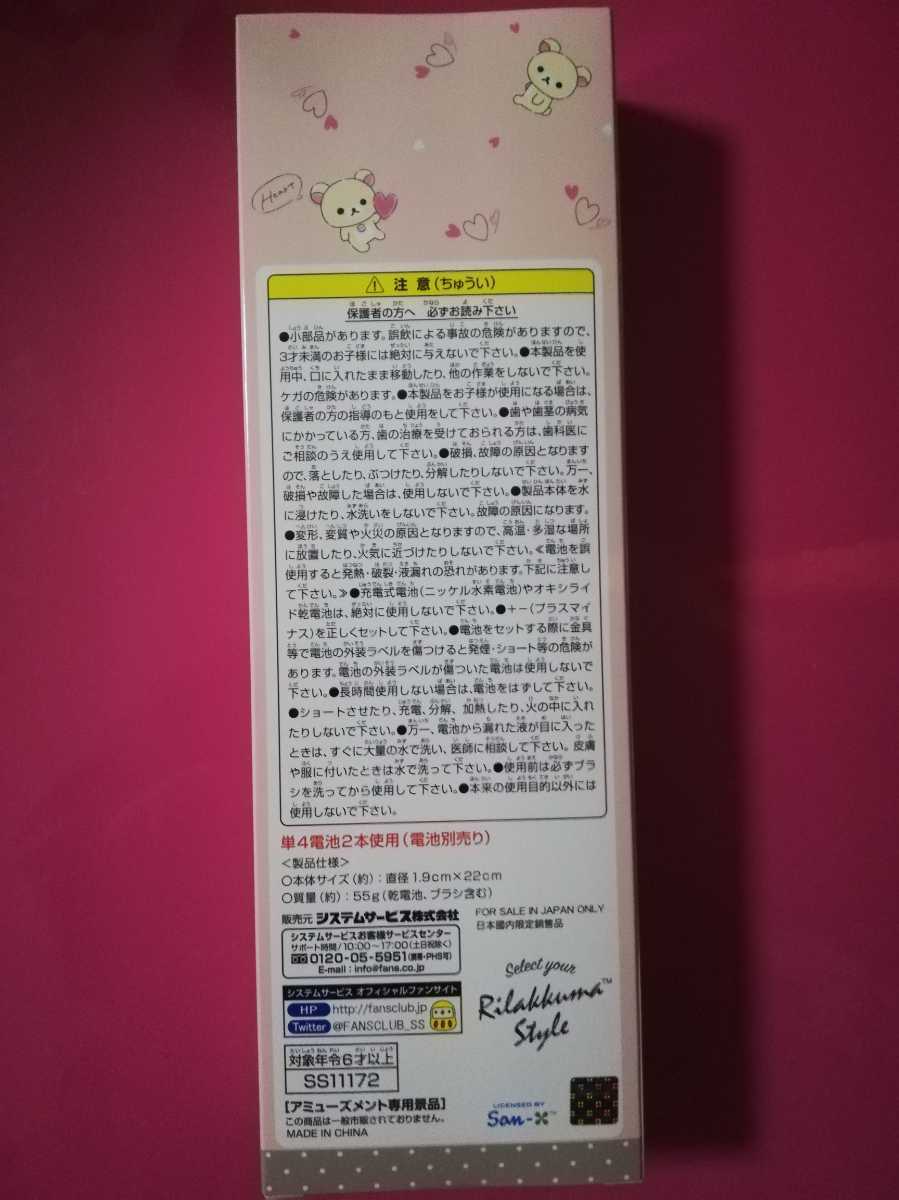 Heart
注意(ちゅうい)
保護者の方へ 必ずお読み下さい
●小部品があります。誤飲による事故の危険がありますので、
3才未満のお子様には絶対に与えないで下さい。●本製品を使
用中、口に入れたまま移動したり、他の作業をしないで下さい。
ケガの危険があります。●本製品をお子様が使用になる場合は、
保護者の方の指導のもと使用をして下さい。●歯や歯茎の病気
にかかっている方、歯の治療を受けておられる方は、歯科医に
ご相談のうえ使用して下さい。●破損、故障の原因となります
ので、落としたり、ぶつけたり、分解したりしないで下さい。万一、
破損や故障した場合は、使用しないで下さい。●製品本体を水
に浸けたり、水洗いをしないで下さい。故障の原因になります。
●変形、変質や火災の原因となりますので、高温・多湿な場所
に放置したり、火気に近づけたりしないで下さい。≪電池を誤
使用すると発熱・破裂・液漏れの恐れがあります。下記に注意し
て下さい。≫●充電式電池(ニッケル水素電池)やオキシライ
ド乾電池は、絶対に使用しないで下さい。●+-(プラスマイ
ナス)を正しくセットして下さい。●電池をセットする際に金具
等で電池の外装ラベルを傷つけると発煙・ショート等の危険が
あります。電池の外装ラベルが傷ついた電池は使用しないで
下さい。●長時間使用しない場合は、電池をはずして下さい。
●ショートさせたり、充電、分解、加熱したり、火の中に入れ
たりしないで下さい。●万一、電池から漏れた液が目に入った
ときは、すぐに大量の水で洗い、医師に相談して下さい。皮膚
や服に付いたときは水で洗って下さい。●使用前は必ずブラ
シを洗ってから使用して下さい。●本来の使用目的以外には
使用しないで下さい。
単4電池2本使用(電池別売り)
<製品仕様>
○本体サイズ(約):直径1.9cm×22cm
○質量(約):55g(乾電池、ブラシ含む)
販売元 システムサービス株式会社
システムサービスお客様サービスセンター
サポート時間/10:00~17:00(土日祝除く)
0120-05-5951(携帯・PHS可)
E-mail:info@fans.co.jp
FOR SALE IN JAPAN ONLY
日本國内限定銷售品
システムサービス オフィシャルファンサイト
HP http://fansclub.jp
Twitter @FANSCLUB_SS
Select your
Rilakkuma™
Style
対象年令6才以上
SS11172
[アミューズメント専用景品]
この商品は一般市販されておりません。
MADE IN CHINA
LICENSED BY
San-X™